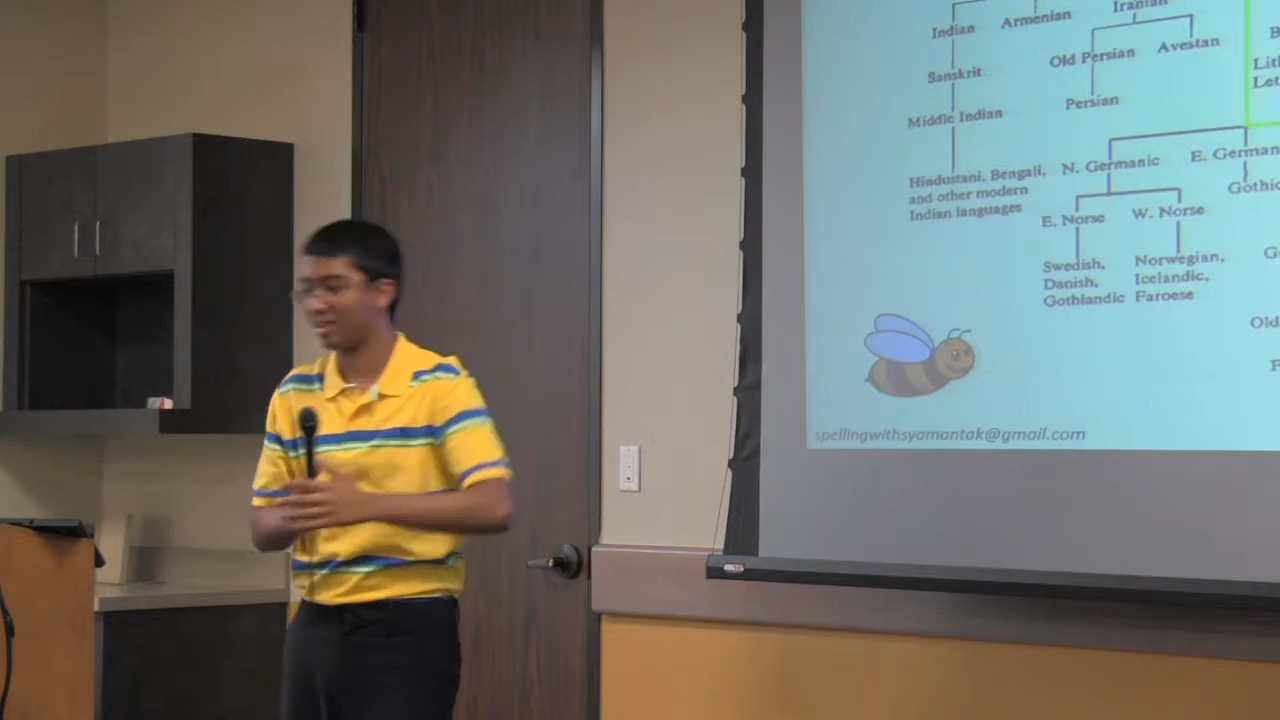 Iranian
Indian
Armenian
Old Persian
Avestan
Sanskrit
Persian
Middle Indian
N. Germanic
E. German
Hindustani, Bengali,
and other modern
Indian languages
Gothic
E. Norse
W. Norse
Swedish,
Danish,
Gothlandic
Norwegian,
Icelandic,
Faroese
Old
spellingwithsyamantak@gmail.com